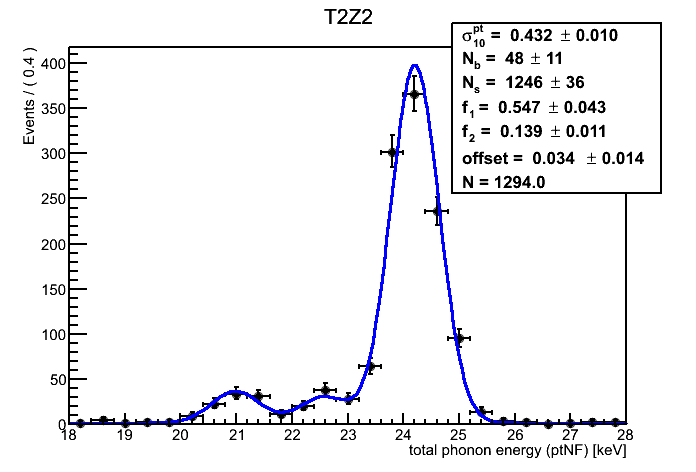 T2Z2
σ₁₀ᵖᵗ = 0.432 ± 0.010
N_b = 48 ± 11
N_s = 1246 ± 36
f₁ = 0.547 ± 0.043
f₂ = 0.139 ± 0.011
offset = 0.034 ± 0.014
N = 1294.0
Events / ( 0.4 )
400
350
300
250
200
150
100
50
0
18 19 20 21 22 23 24 25 26 27 28
total phonon energy (ptNF) [keV]